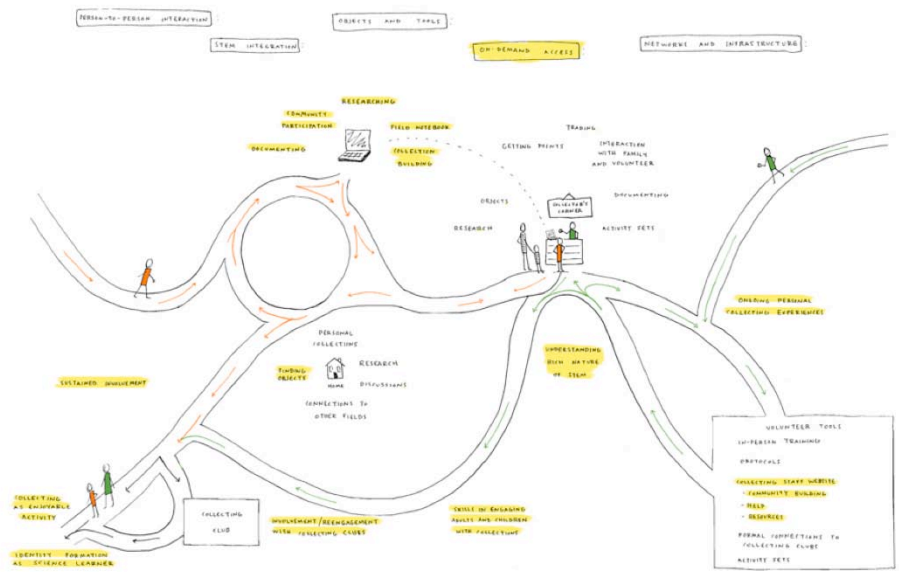 PERSON-TO-PERSON INTERACTION
OBJECTS AND TOOLS
STEM INTEGRATION
ON-DEMAND ACCESS
NETWORKS AND INFRASTRUCTURE
RESEARCHING
COMMUNITY
PARTICIPATION
DOCUMENTING
FIELD NOTEBOOK
COLLECTION
BUILDING
TRADING
GETTING POINTS
INTERACTION
WITH FAMILY
AND VOLUNTEER
OBJECTS
COLLECTOR'S
CORNER
DOCUMENTING
RESEARCH
ACTIVITY SETS
ONGOING PERSONAL
COLLECTING EXPERIENCES
PERSONAL
COLLECTIONS
FINDING
OBJECTS
RESEARCH
HOME
DISCUSSIONS
CONNECTIONS TO
OTHER FIELDS
UNDERSTANDING
RICH NATURE
OF STEM
SUSTAINED INVOLVEMENT
VOLUNTEER TOOLS
IN-PERSON TRAININGS
PROTOCOLS
COLLECTING STAFF WEBSITE
- COMMUNITY BUILDING
- FIELD
- RESOURCES
FORMAL CONNECTIONS TO
COLLECTING CLUBS
ACTIVITY SETS
COLLECTING
AS ENJOYABLE
ACTIVITY
COLLECTING
CLUB
INVOLVEMENT/REENGAGEMENT
WITH COLLECTING CLUBS
SKILLS IN ENGAGING
ADULTS AND CHILDREN
WITH COLLECTIONS
IDENTITY FORMATION
AS SCIENCE LEARNER